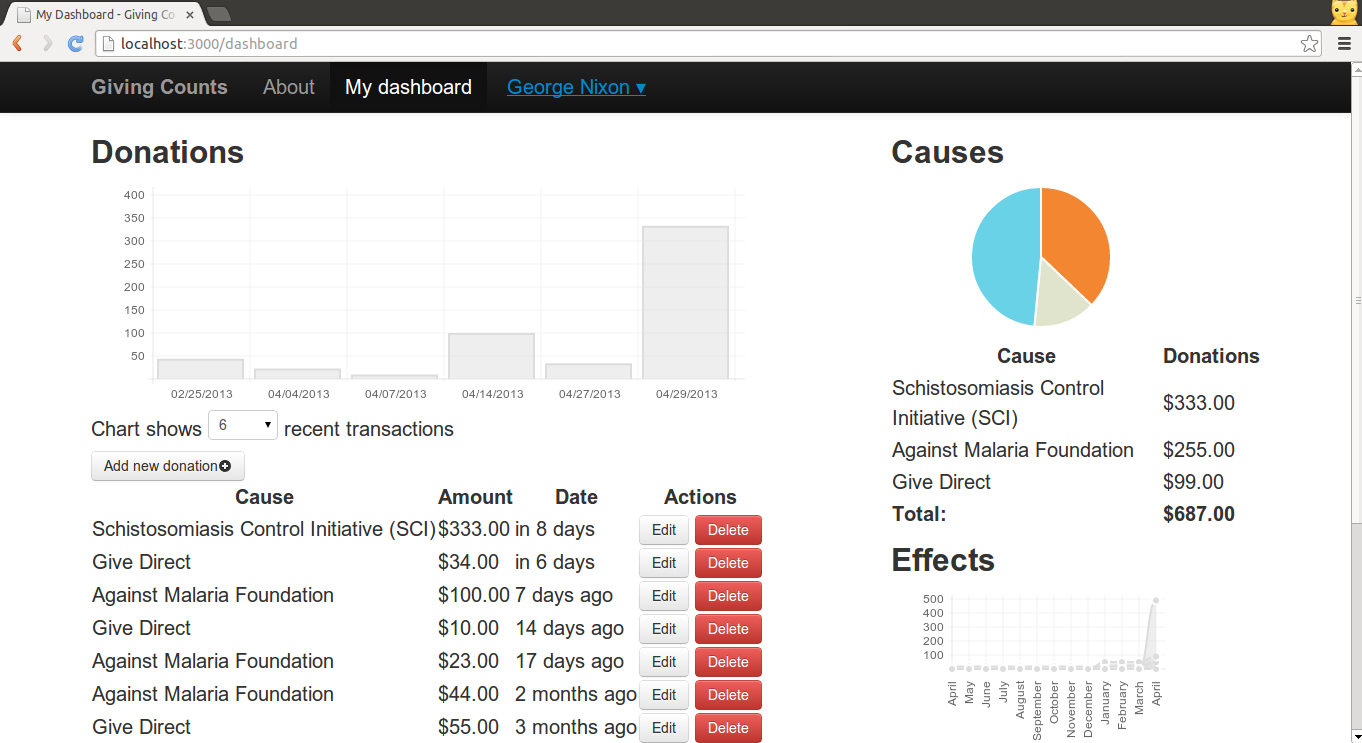 My Dashboard - Giving Co
localhost:3000/dashboard
Giving Counts About My dashboard George Nixon ▾
Donations
400
350
300
250
200
150
100
50
02/25/2013 04/04/2013 04/07/2013 04/14/2013 04/27/2013 04/29/2013
Chart shows 6 recent transactions
Add new donation
Cause Amount Date Actions
Schistosomiasis Control Initiative (SCI) $333.00 in 8 days Edit Delete
Give Direct $34.00 in 6 days Edit Delete
Against Malaria Foundation $100.00 7 days ago Edit Delete
Give Direct $10.00 14 days ago Edit Delete
Against Malaria Foundation $23.00 17 days ago Edit Delete
Against Malaria Foundation $44.00 2 months ago Edit Delete
Give Direct $55.00 3 months ago Edit Delete
Causes
Cause Donations
Schistosomiasis Control
Initiative (SCI) $333.00
Against Malaria Foundation $255.00
Give Direct $99.00
Total: $687.00
Effects
500
400
300
200
100
April May June July August September October November December January February March April